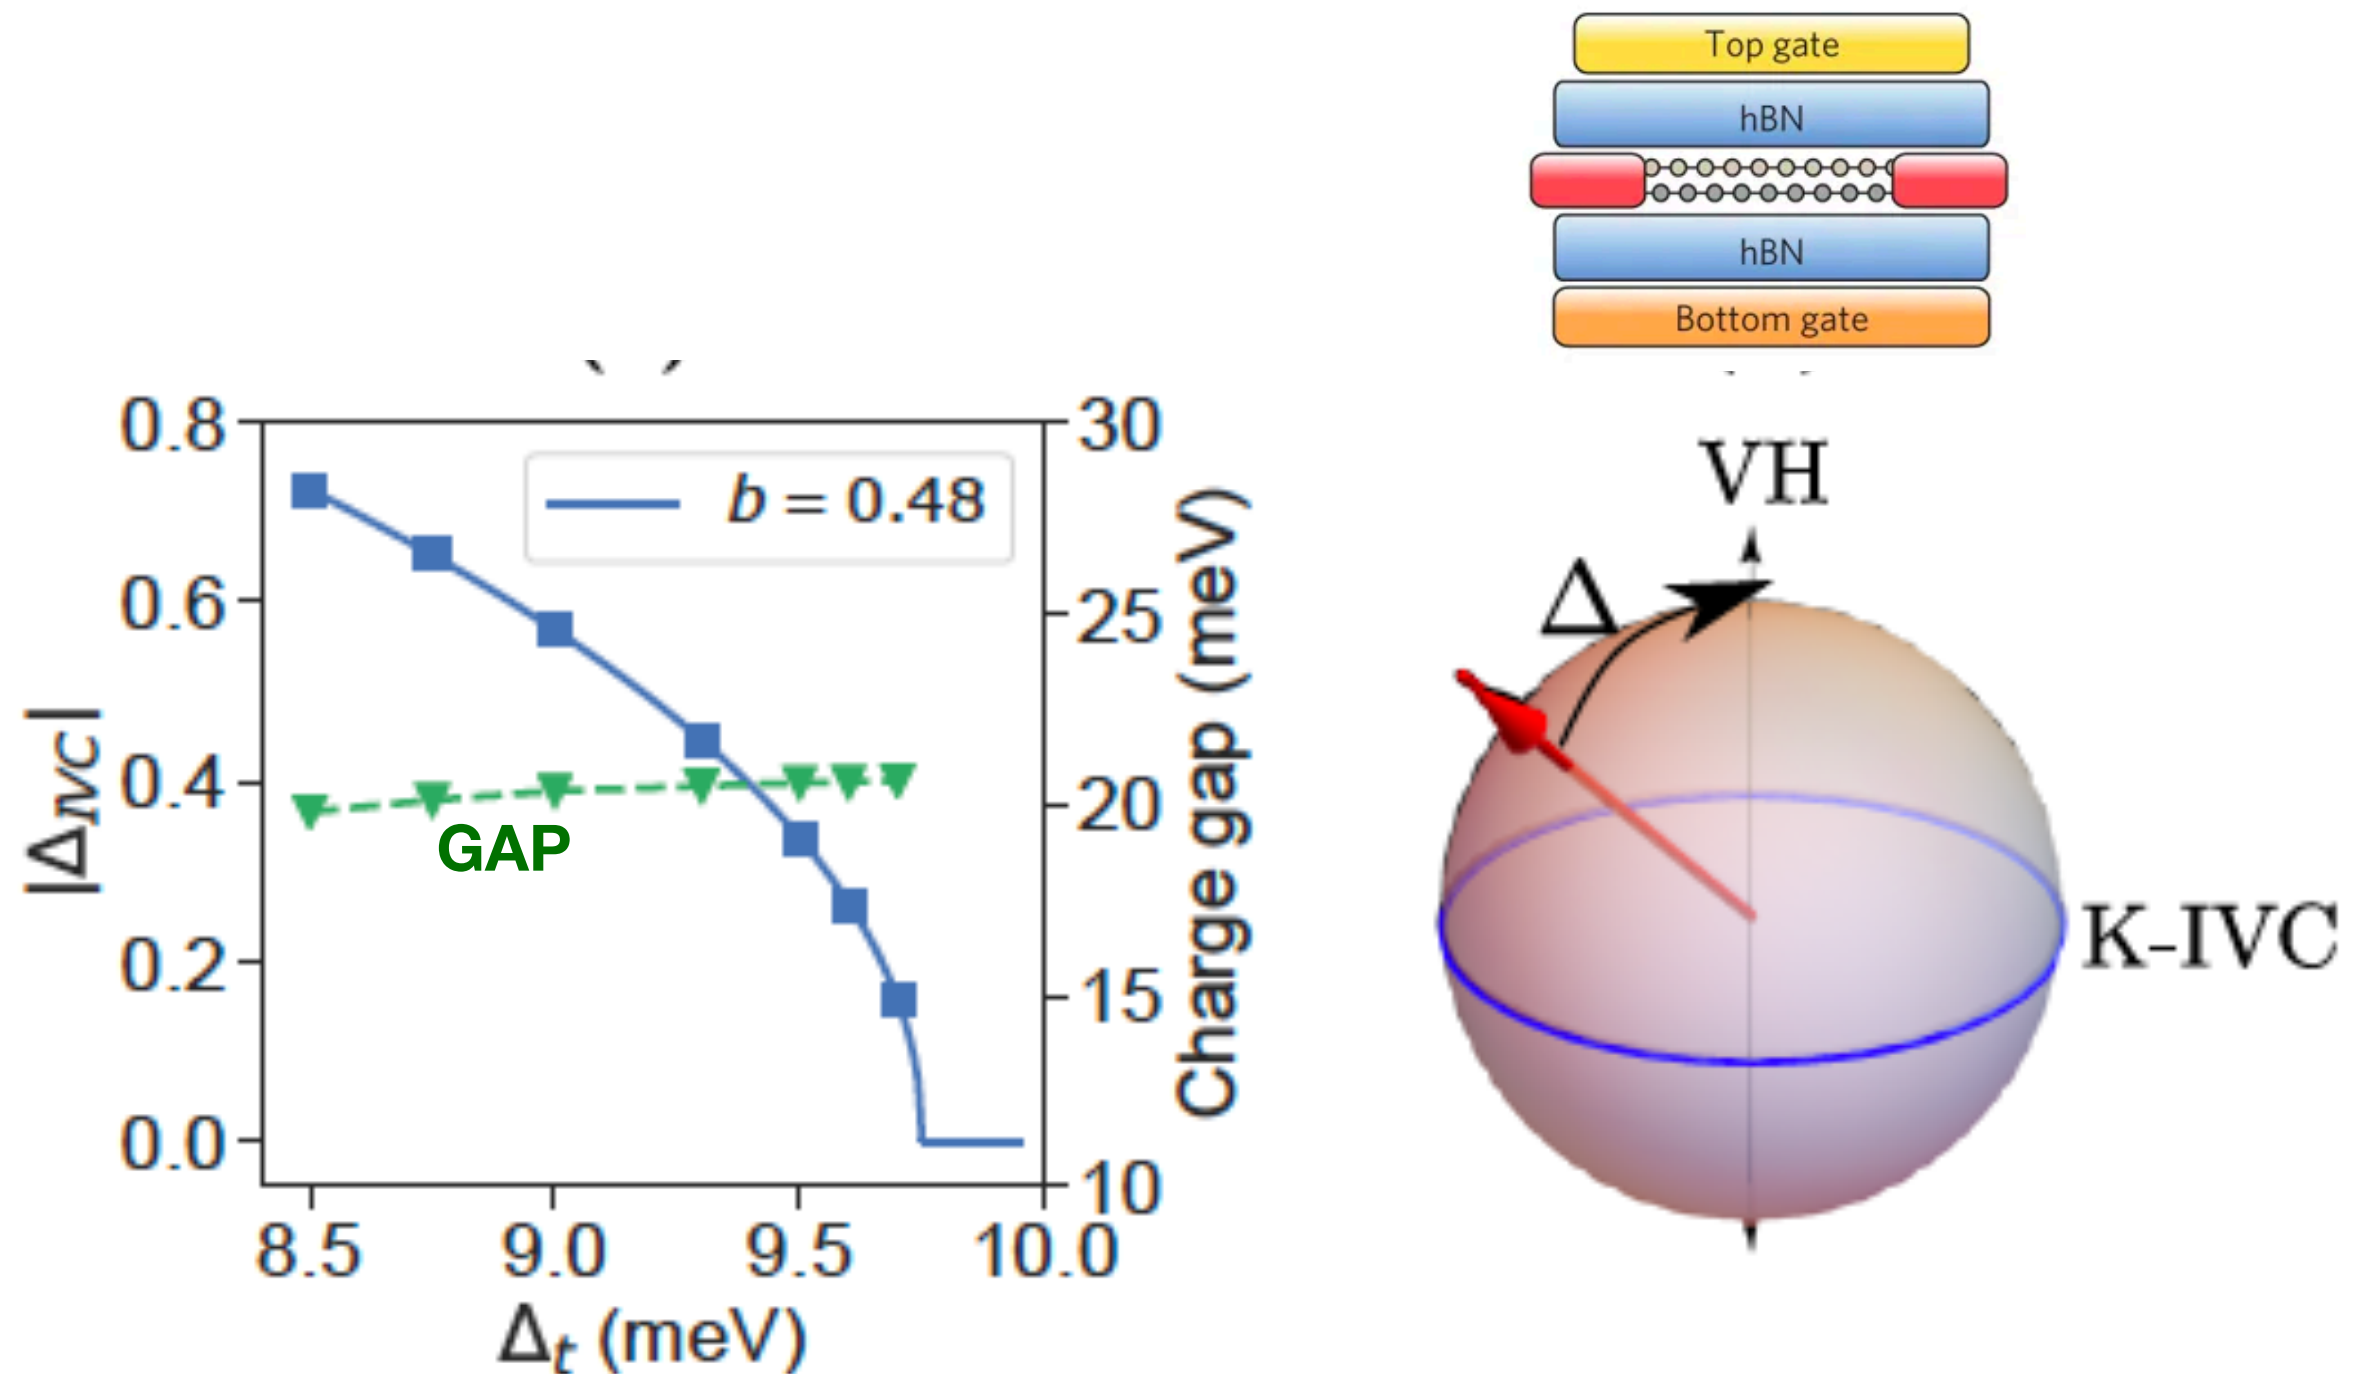 Top gate
hBN
hBN
Bottom gate
0.8
0.6
0.4
0.2
0.0
|Δ_IVC|
b = 0.48
GAP
30
25
20
15
10
Charge gap (meV)
8.5 9.0 9.5 10.0
Δ_t (meV)
VH
Δ
K-IVC